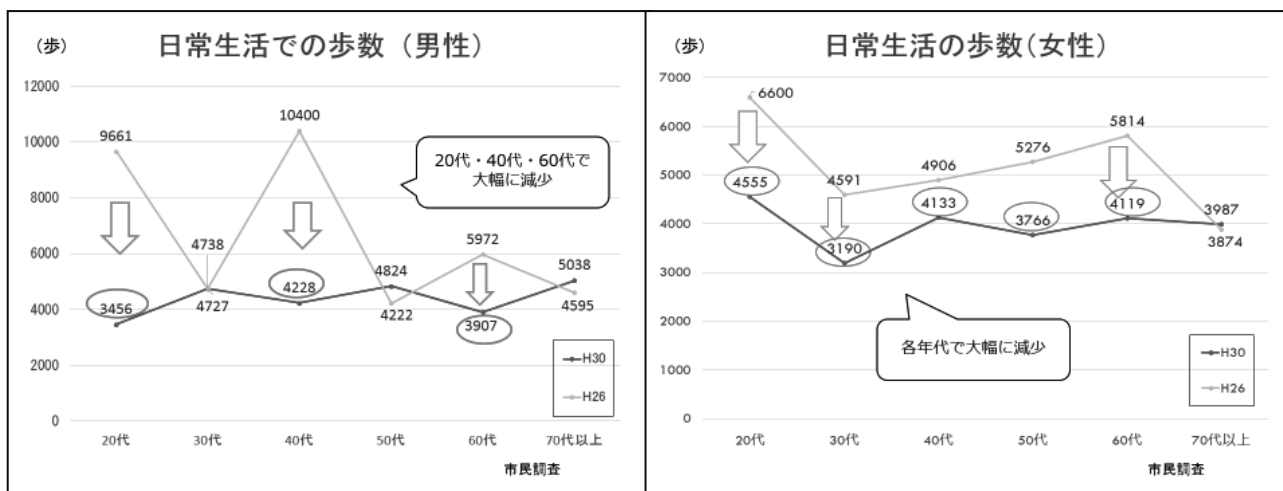 (歩)
日常生活での歩数（男性）
12000
10000
8000
6000
4000
2000
0
9661
10400
4738
4727
3456
4228
4824
4222
5972
3907
5038
4595
20代・40代・60代で
大幅に減少
H30
H26
20代
30代
40代
50代
60代
70代以上
市民調査
(歩)
日常生活の歩数(女性)
7000
6000
5000
4000
3000
2000
1000
0
6600
4555
4591
3190
4906
4133
5276
3766
5814
4119
3987
3874
各年代で大幅に減少
H30
H26
20代
30代
40代
50代
60代
70代以上
市民調査